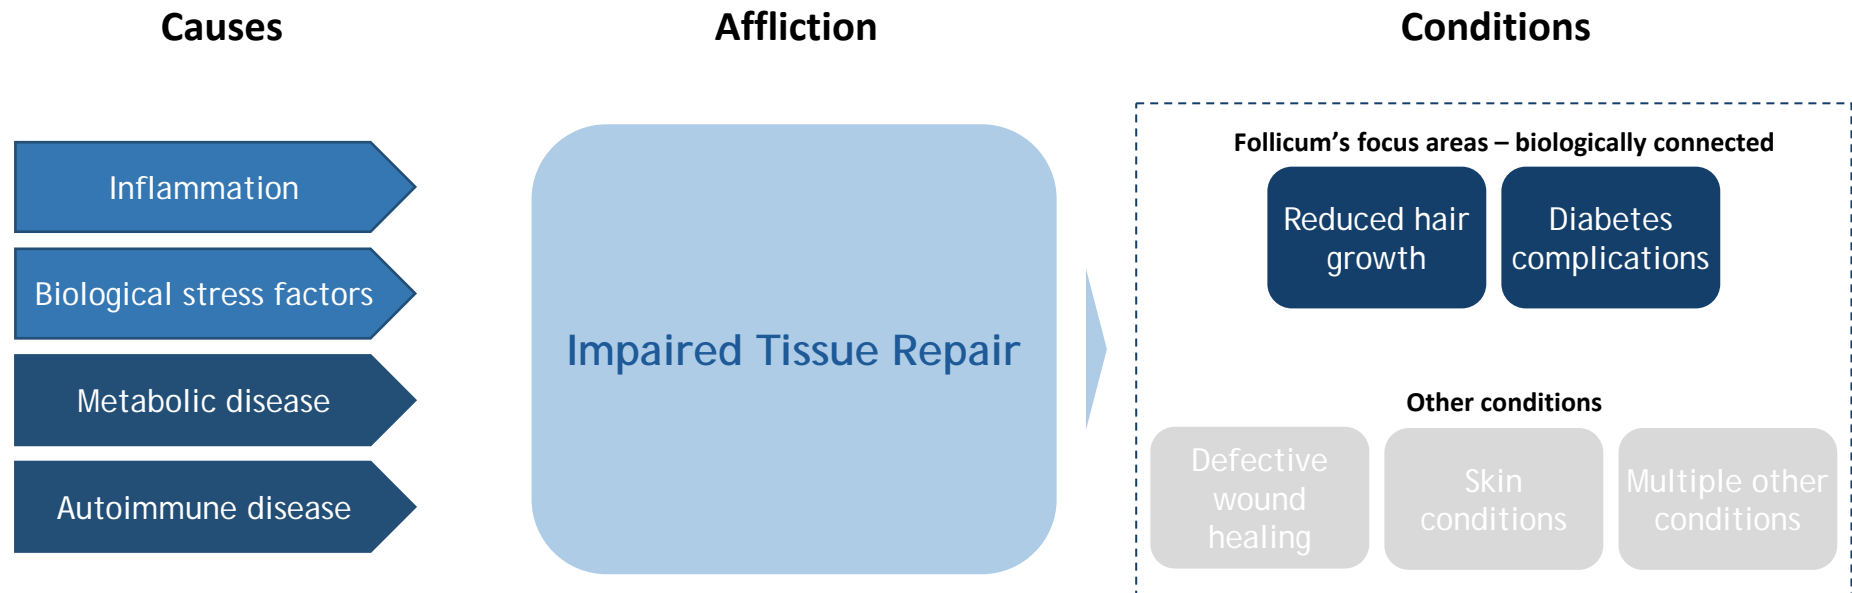 Causes
Affliction
Conditions
Inflammation
Biological stress factors
Metabolic disease
Autoimmune disease
Impaired Tissue Repair
Follicum’s focus areas – biologically connected
Reduced hair
growth
Diabetes
complications
Other conditions
Defective
wound
healing
Skin
conditions
Multiple other
conditions